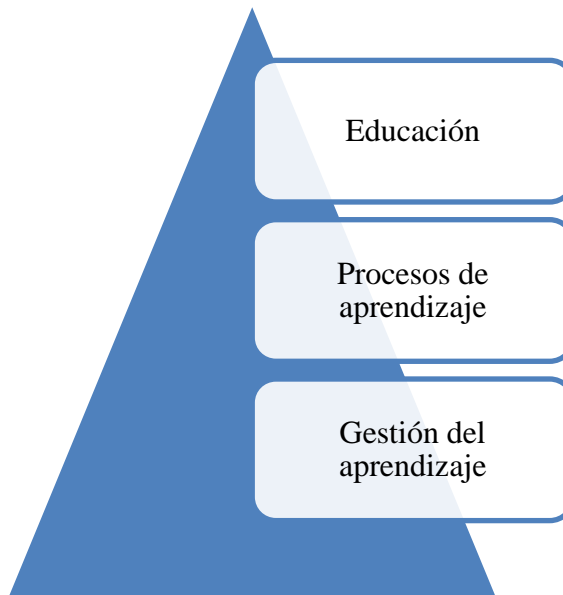 Educación
Procesos de
aprendizaje
Gestión del
aprendizaje